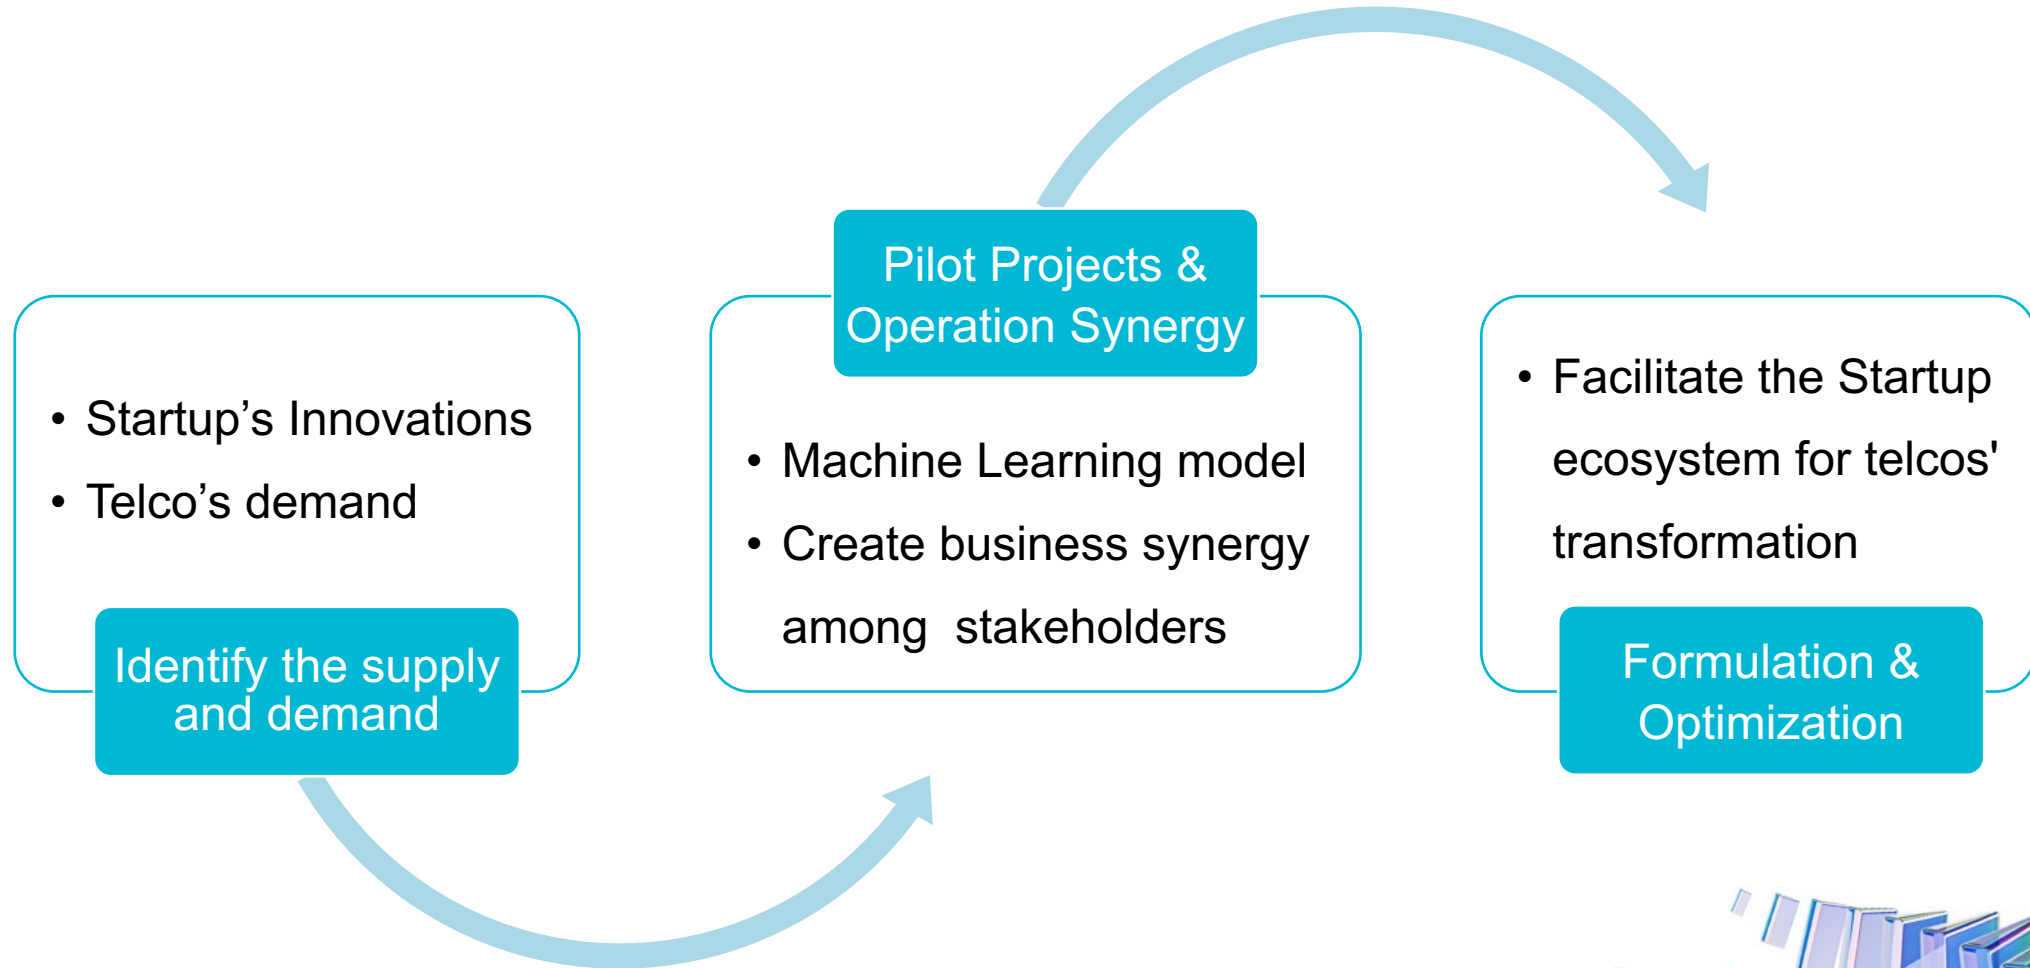 • Startup’s Innovations
• Telco’s demand
Identify the supply
and demand
Pilot Projects &
Operation Synergy
• Machine Learning model
• Create business synergy
among  stakeholders
• Facilitate the Startup
ecosystem for telcos'
transformation
Formulation &
Optimization